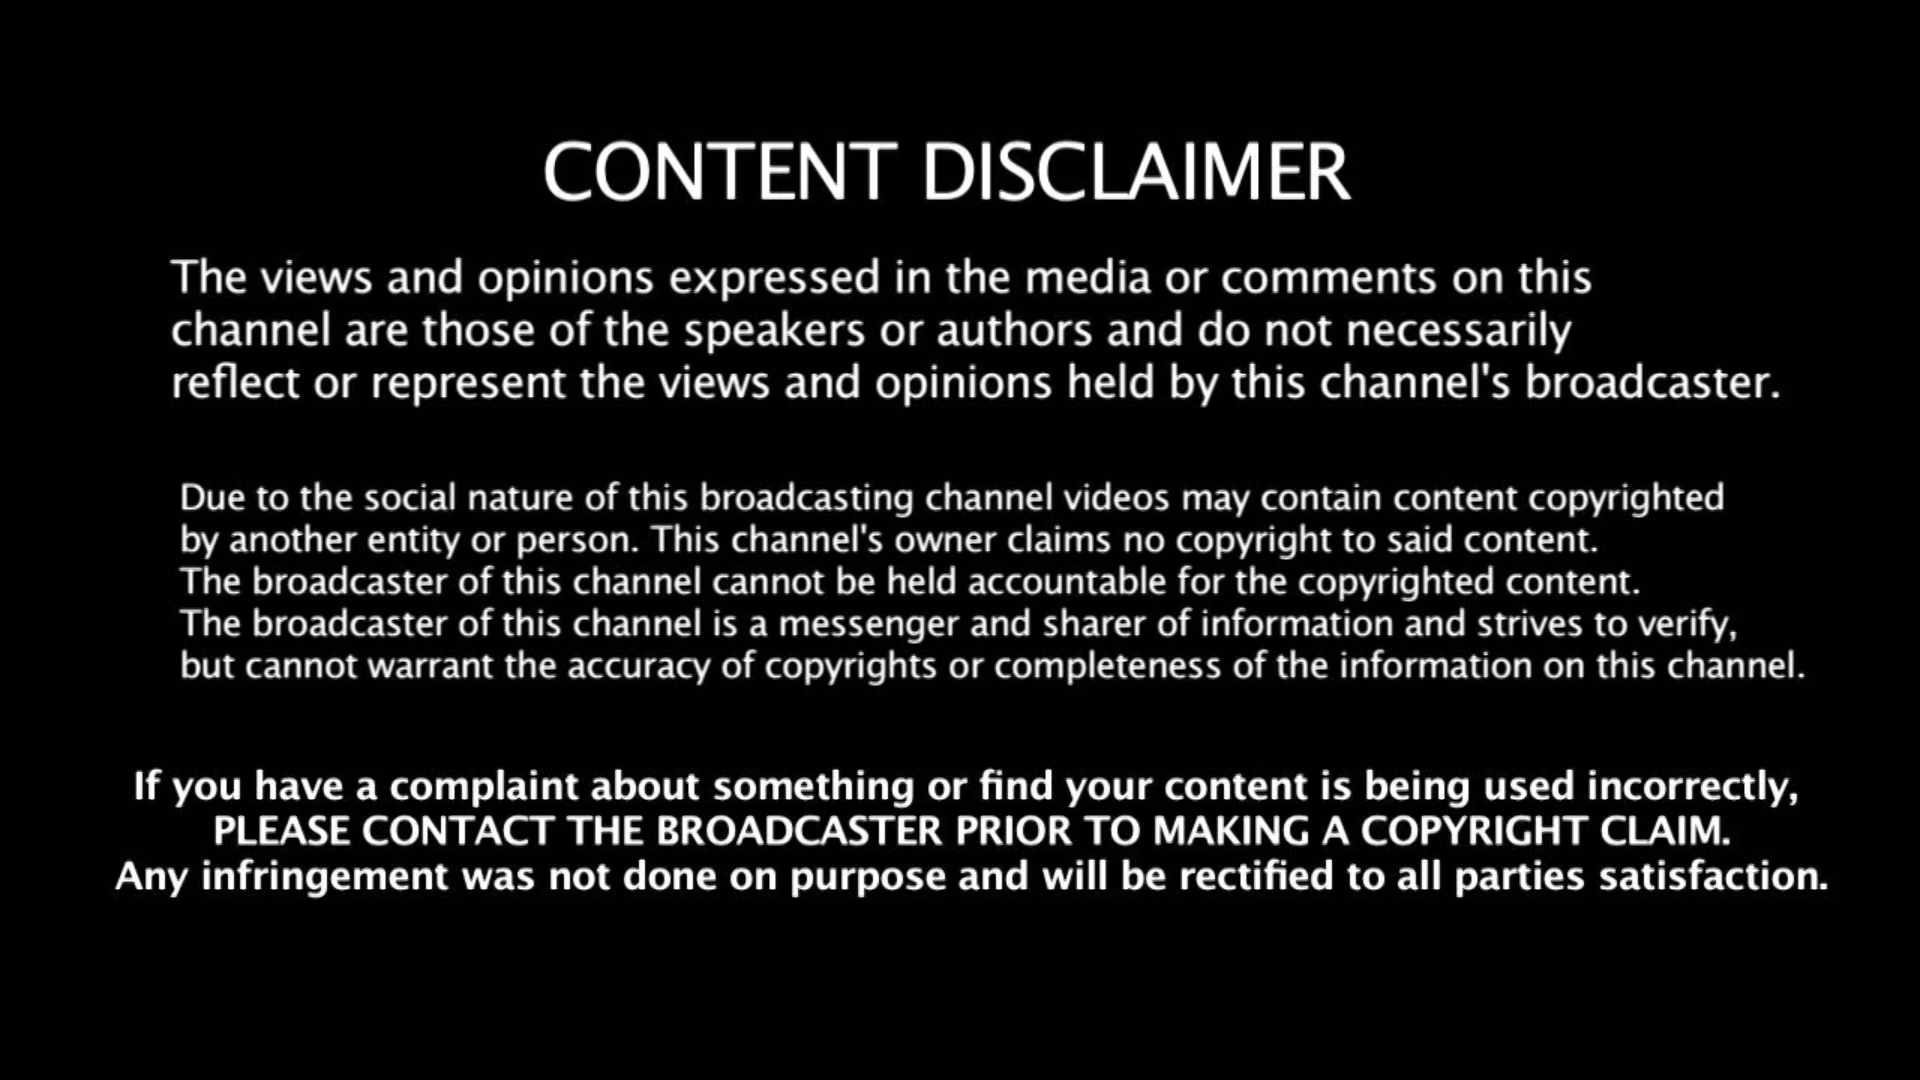 CONTENT DISCLAIMER
The views and opinions expressed in the media or comments on this
channel are those of the speakers or authors and do not necessarily
reflect or represent the views and opinions held by this channel's broadcaster.
Due to the social nature of this broadcasting channel videos may contain content copyrighted
by another entity or person. This channel's owner claims no copyright to said content.
The broadcaster of this channel cannot be held accountable for the copyrighted content.
The broadcaster of this channel is a messenger and sharer of information and strives to verify,
but cannot warrant the accuracy of copyrights or completeness of the information on this channel.
If you have a complaint about something or find your content is being used incorrectly,
PLEASE CONTACT THE BROADCASTER PRIOR TO MAKING A COPYRIGHT CLAIM.
Any infringement was not done on purpose and will be rectified to all parties satisfaction.